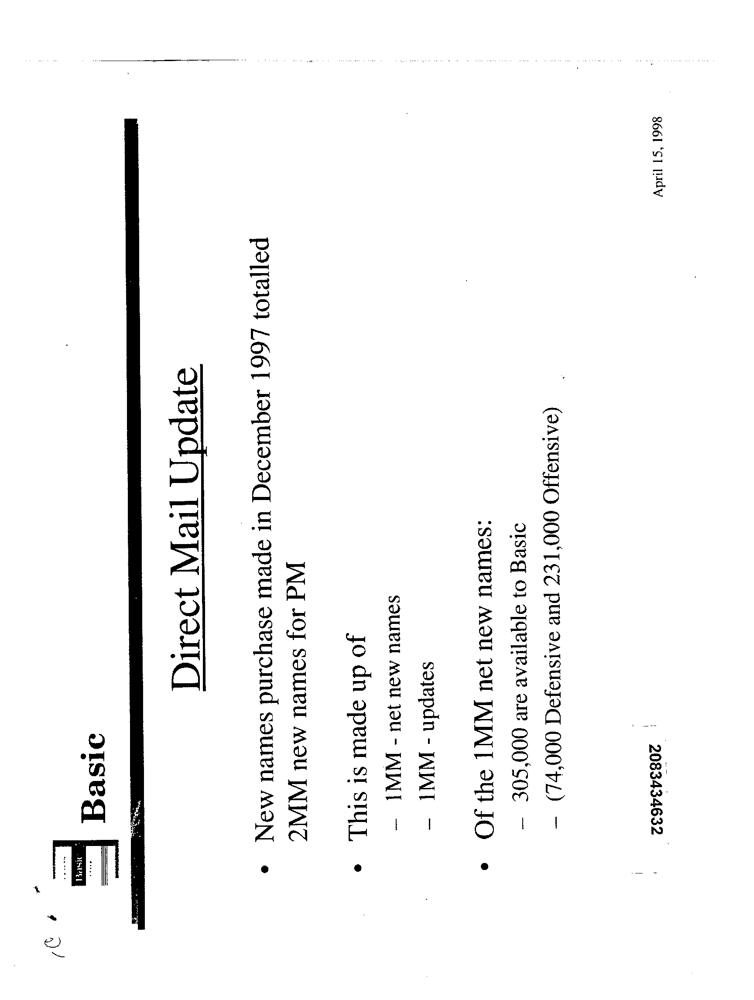 Basic
Basic
Direct Mail Update
• New names purchase made in December 1997 totalled
2MM new names for PM
• This is made up of
– 1MM - net new names
– 1MM - updates
• Of the 1MM net new names:
– 305,000 are available to Basic
– (74,000 Defensive and 231,000 Offensive)
2083434632
April 15, 1998